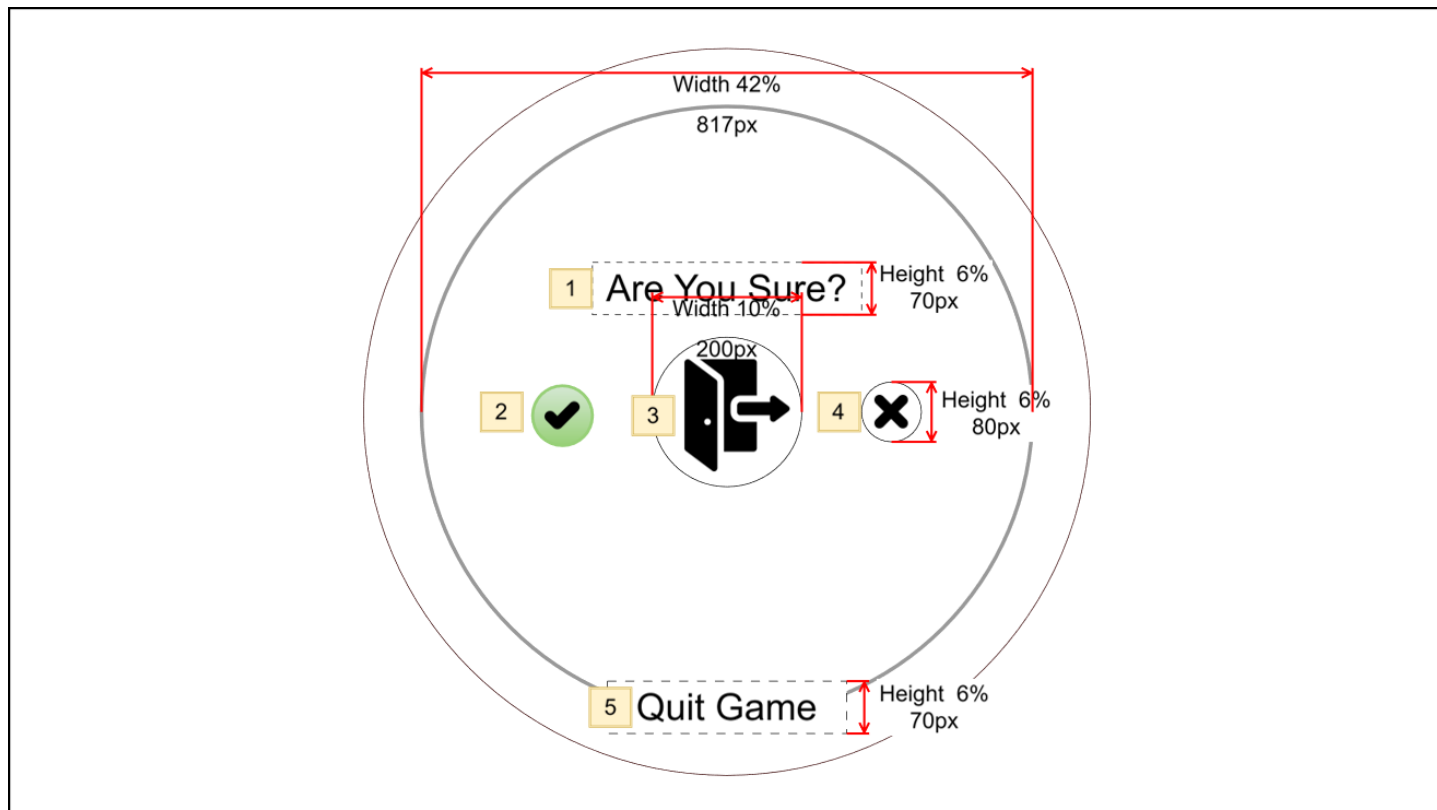 Width 42%
817px
1
Are You Sure?
Height 6%
70px
Width 10%
200px
2
3
4
Height 6%
80px
5
Quit Game
Height 6%
70px